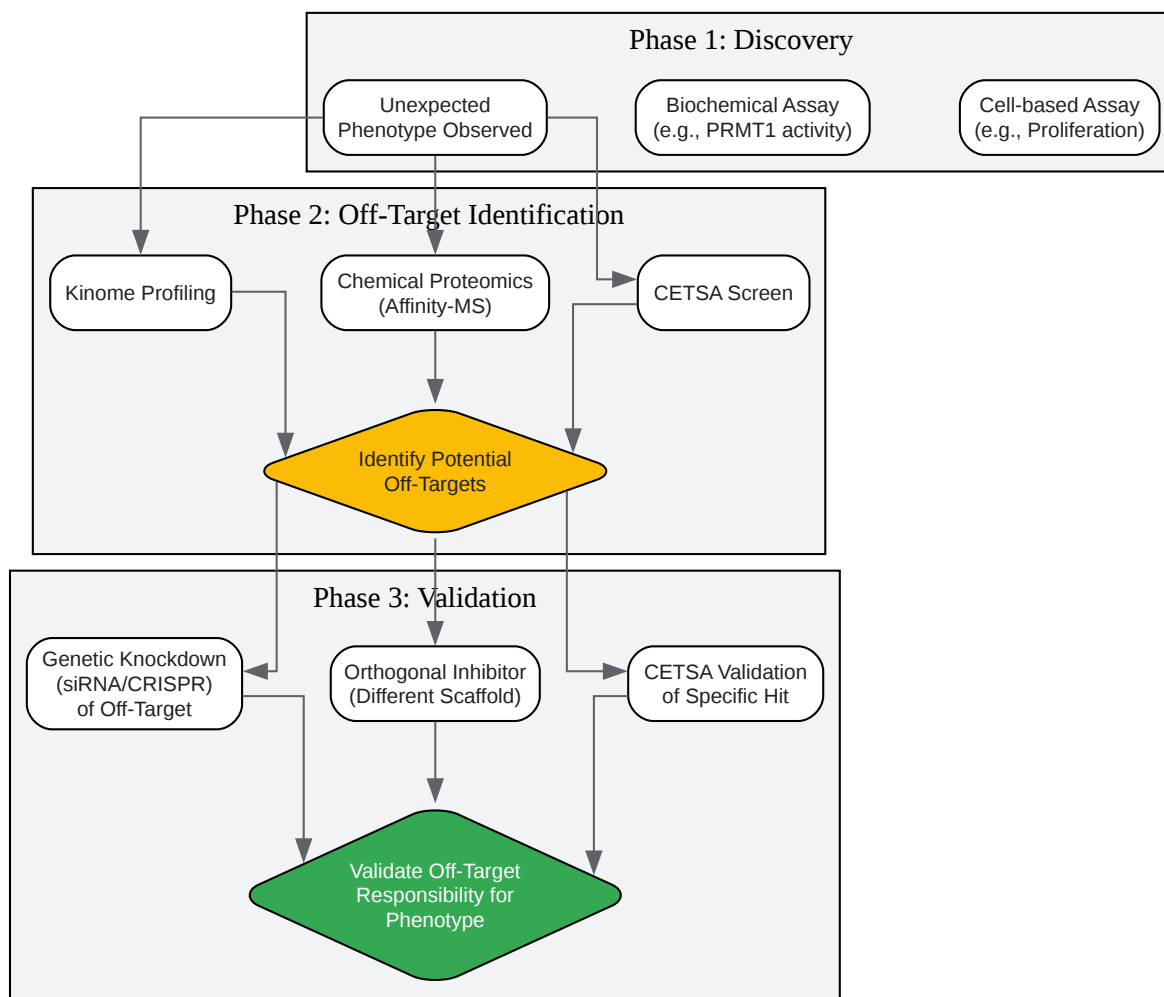 Phase 1: Discovery
Unexpected
Phenotype Observed
Biochemical Assay
(e.g., PRMT1 activity)
Cell-based Assay
(e.g., Proliferation)
Phase 2: Off-Target Identification
Kinome Profiling
Chemical Proteomics
(Affinity-MS)
CETSA Screen
Identify Potential
Off-Targets
Phase 3: Validation
Genetic Knockdown
(siRNA/CRISPR)
of Off-Target
Orthogonal Inhibitor
(Different Scaffold)
CETSA Validation
of Specific Hit
Validate Off-Target
Responsibility for
Phenotype